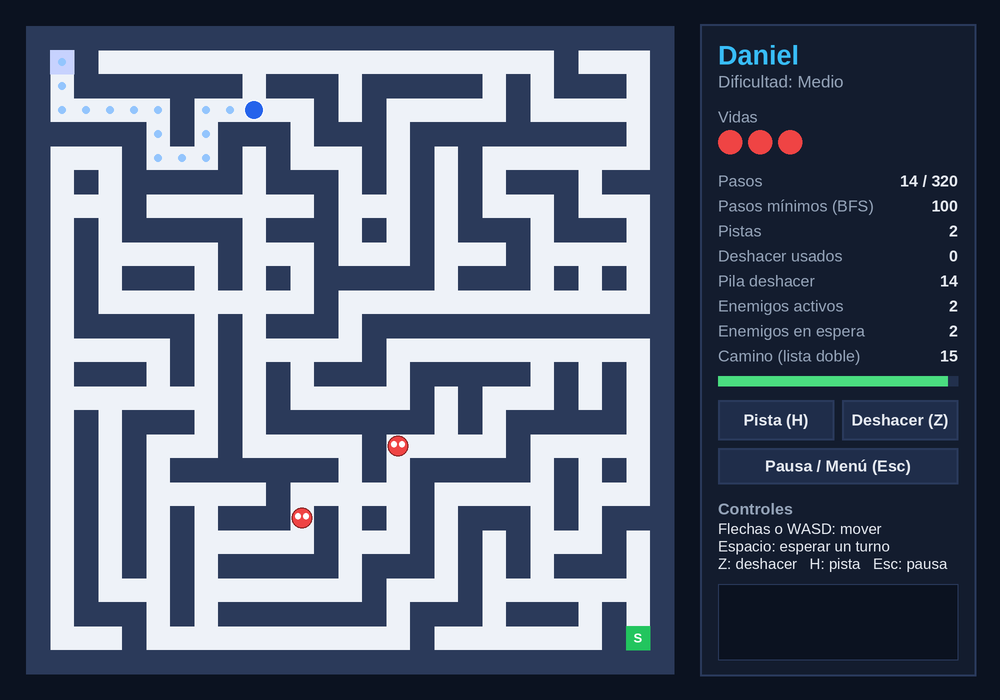 Daniel
Dificultad: Medio
Vidas
Pasos 14 / 320
Pasos mínimos (BFS) 100
Pistas 2
Deshacer usados 0
Pila deshacer 14
Enemigos activos 2
Enemigos en espera 2
Camino (lista doble) 15
Pista (H) Deshacer (Z)
Pausa / Menú (Esc)
Controles
Flechas o WASD: mover
Espacio: esperar un turno
Z: deshacer H: pista Esc: pausa
S